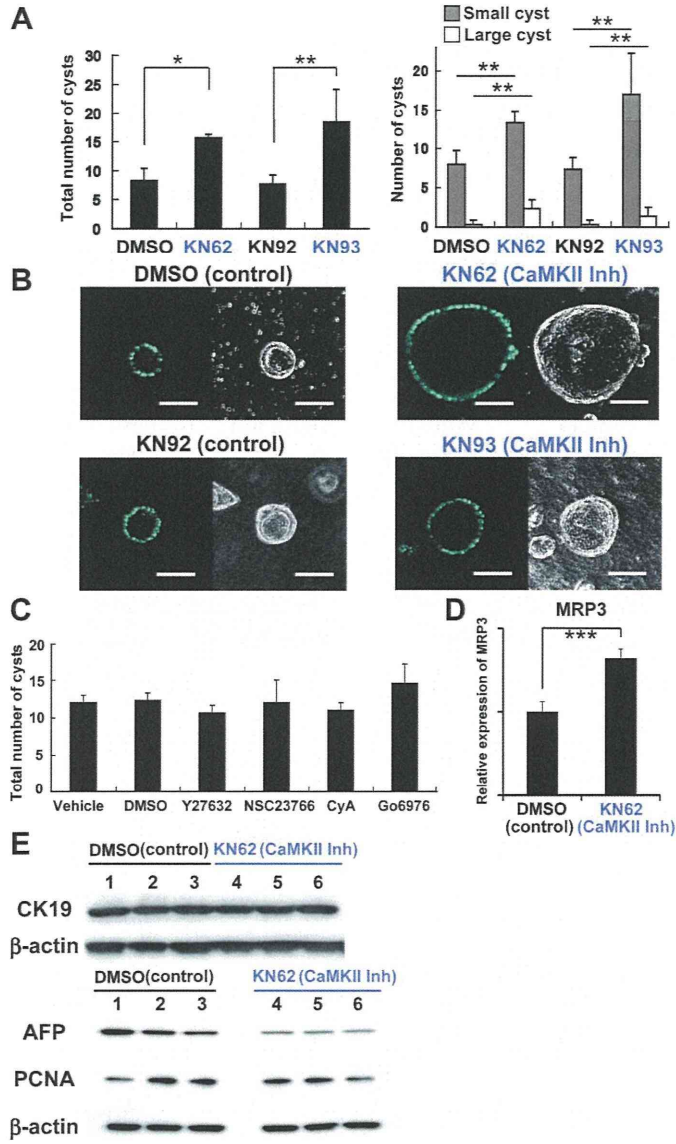 A
Total number of cysts
30
25
20
15
10
5
0
*
**
DMSO KN62 KN92 KN93
Small cyst
Large cyst
Number of cysts
20
15
10
5
0
**
**
**
**
DMSO KN62 KN92 KN93
B
DMSO (control)
KN62 (CaMKII Inh)
KN92 (control)
KN93 (CaMKII Inh)
C
Total number of cysts
20
15
10
5
0
Vehicle DMSO Y27632 NSC23766 CyA Go6976
D
MRP3
Relative expression of MRP3
***
DMSO KN62
(control) (CaMKII Inh)
E
DMSO(control) KN62 (CaMKII Inh)
1 2 3 4 5 6
CK19
β-actin
DMSO(control) KN62 (CaMKII Inh)
1 2 3 4 5 6
AFP
PCNA
β-actin